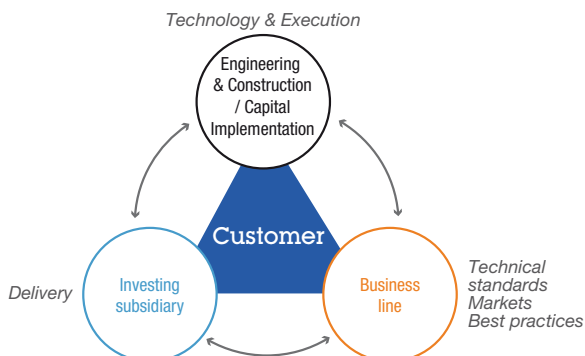 Technology & Execution
Engineering
& Construction
/ Capital
Implementation
Customer
Delivery
Investing
subsidiary
Business
line
Technical
standards
Markets
Best practices